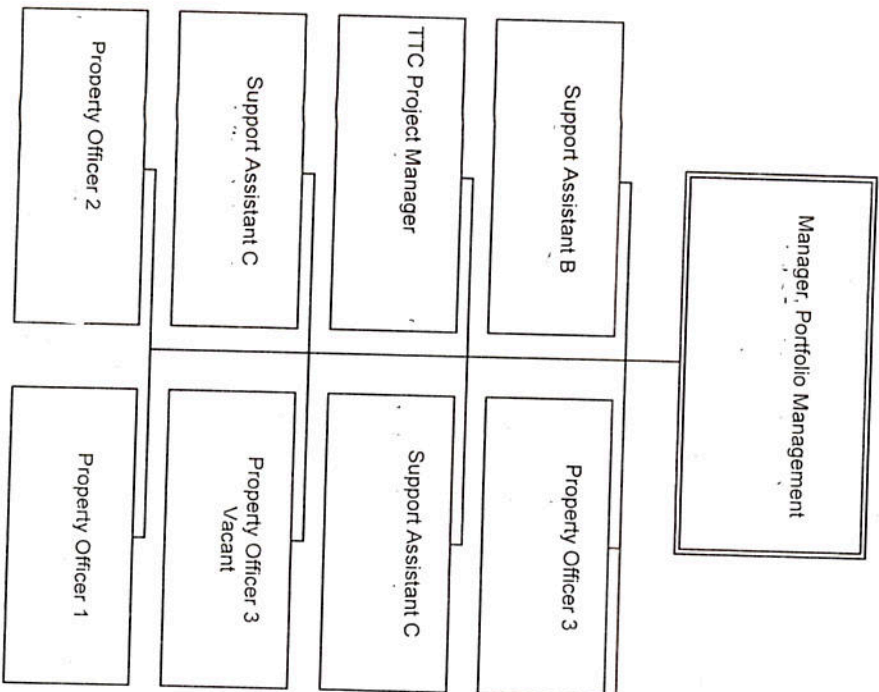 Manager, Portfolio Management
Support Assistant B
Property Officer 3
TTC Project Manager
Support Assistant C
Support Assistant C
Property Officer 3
Vacant
Property Officer 2
Property Officer 1